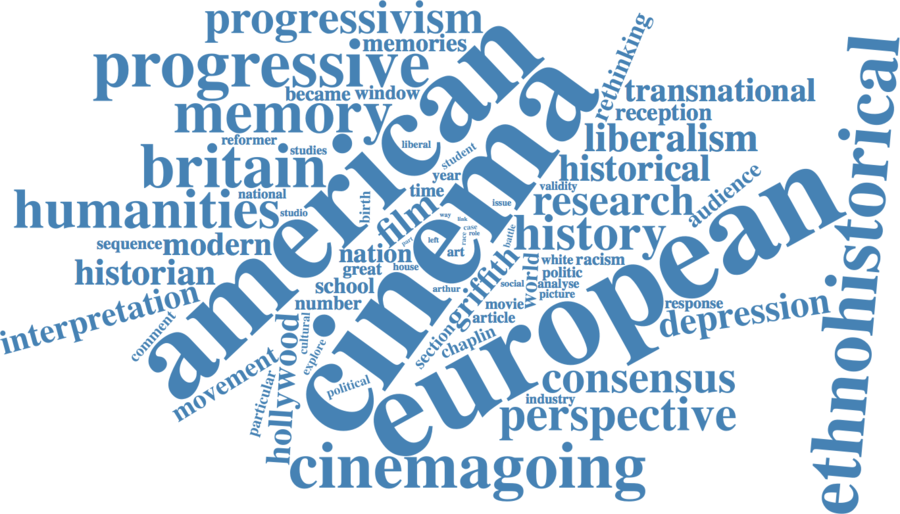 progressivism
memories
progressive
became
window
memory
reformer
studies
britain
national
humanities
studio
sequence
modern
historian
interpretation
comment
movement
american
liberal
student
year
birth
time
film
nation
great
house
school
number
cultural
explore
particular
hollywood
political
cinema
part
left
art
way
link
case
role
race
issue
battle
arthur
social
griffith
section
chaplin
world
movie
article
rethinking
transnational
reception
liberalism
historical
validity
research
audience
history
white
racism
politic
analyse
picture
response
depression
european
consensus
industry
perspective
cinemagoing
ethnohistorical